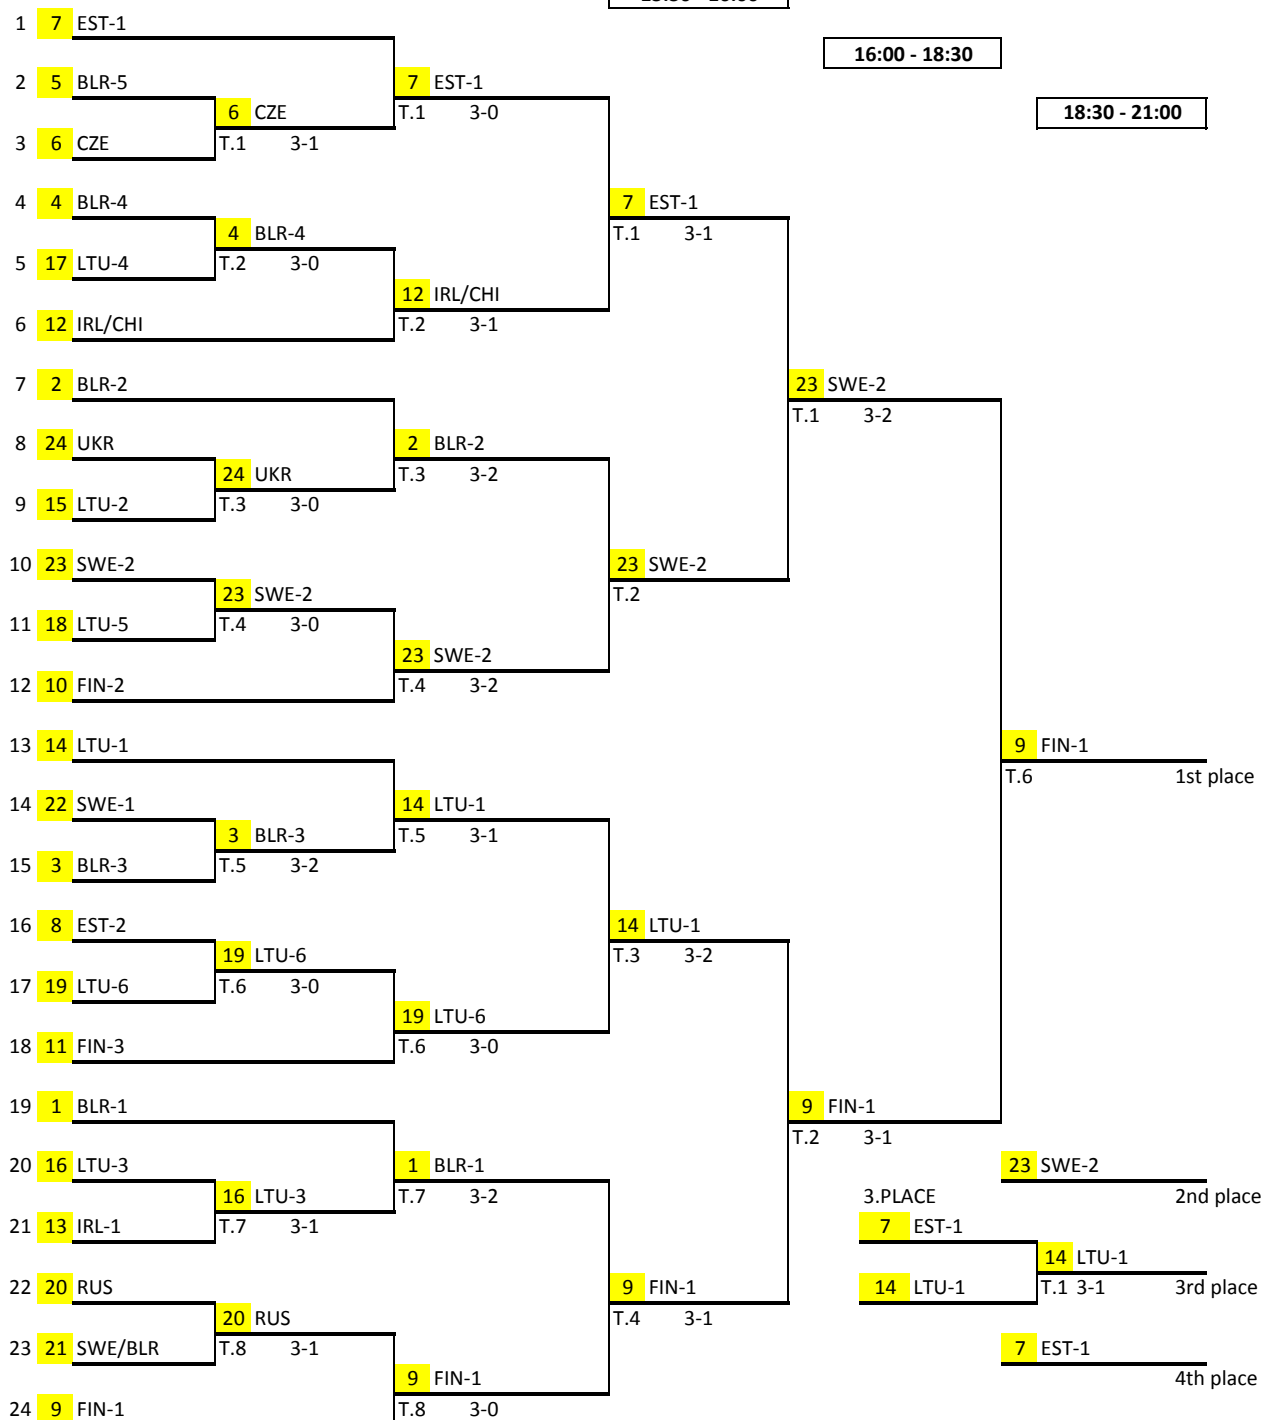 1 7 EST-1
16:00 - 18:30
2 5 BLR-5 7 EST-1
6 CZE T.1 3-0 18:30 - 21:00
3 6 CZE T.1 3-1
4 4 BLR-4 7 EST-1
4 BLR-4 T.1 3-1
5 17 LTU-4 T.2 3-0
12 IRL/CHI
6 12 IRL/CHI T.2 3-1
7 2 BLR-2 23 SWE-2
T.1 3-2
8 24 UKR 2 BLR-2
24 UKR T.3 3-2
9 15 LTU-2 T.3 3-0
10 23 SWE-2 23 SWE-2
23 SWE-2 T.2
11 18 LTU-5 T.4 3-0
23 SWE-2
12 10 FIN-2 T.4 3-2
13 14 LTU-1 9 FIN-1
T.6 1st place
14 22 SWE-1 14 LTU-1
3 BLR-3 T.5 3-1
15 3 BLR-3 T.5 3-2
16 8 EST-2 14 LTU-1
19 LTU-6 T.3 3-2
17 19 LTU-6 T.6 3-0
19 LTU-6
18 11 FIN-3 T.6 3-0
19 1 BLR-1 9 FIN-1
T.2 3-1
20 16 LTU-3 1 BLR-1 23 SWE-2
16 LTU-3 T.7 3-2 3.PLACE 2nd place
21 13 IRL-1 T.7 3-1 7 EST-1
14 LTU-1
22 20 RUS 9 FIN-1 14 LTU-1 T.1 3-1 3rd place
20 RUS T.4 3-1
23 21 SWE/BLR T.8 3-1 7 EST-1
9 FIN-1 4th place
24 9 FIN-1 T.8 3-0